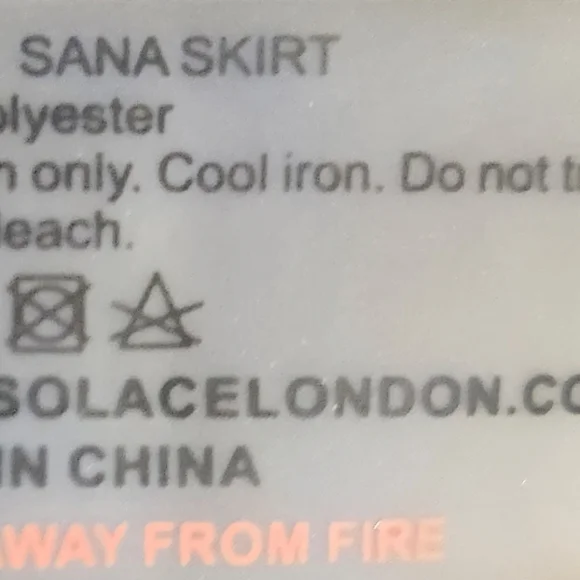 SANA SKIRT
olyester
n only. Cool iron. Do not t
leach.
SOLACELONDON.CO
IN CHINA
AWAY FROM FIRE